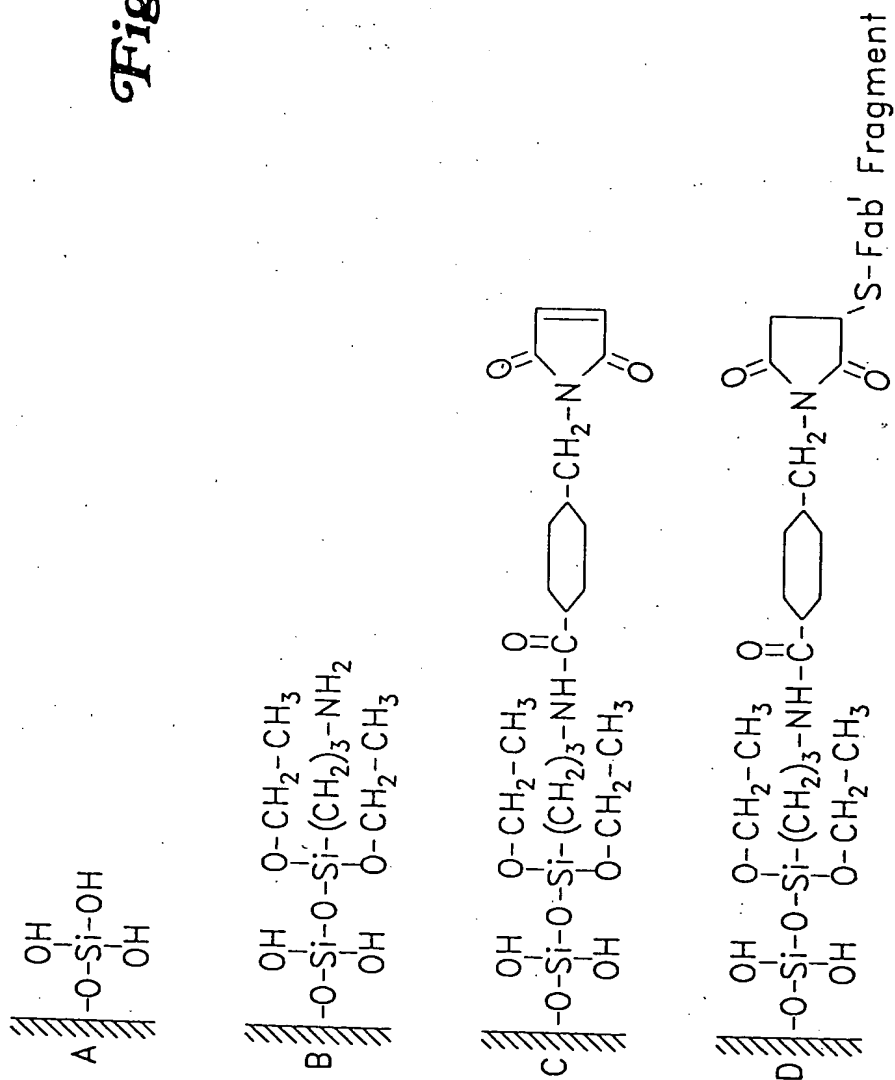 Fig
A
OH
-O-Si-OH
OH
B
OH O-CH₂-CH₃
-O-Si-O-Si-(CH₂)₃-NH₂
OH O-CH₂-CH₃
C
OH O-CH₂-CH₃ O O
-O-Si-O-Si-(CH₂)₃-NH-C CH₂-N
OH O-CH₂-CH₃ O
D
OH O-CH₂-CH₃ O O
-O-Si-O-Si-(CH₂)₃-NH-C CH₂-N
OH O-CH₂-CH₃ O
S-Fab' Fragment